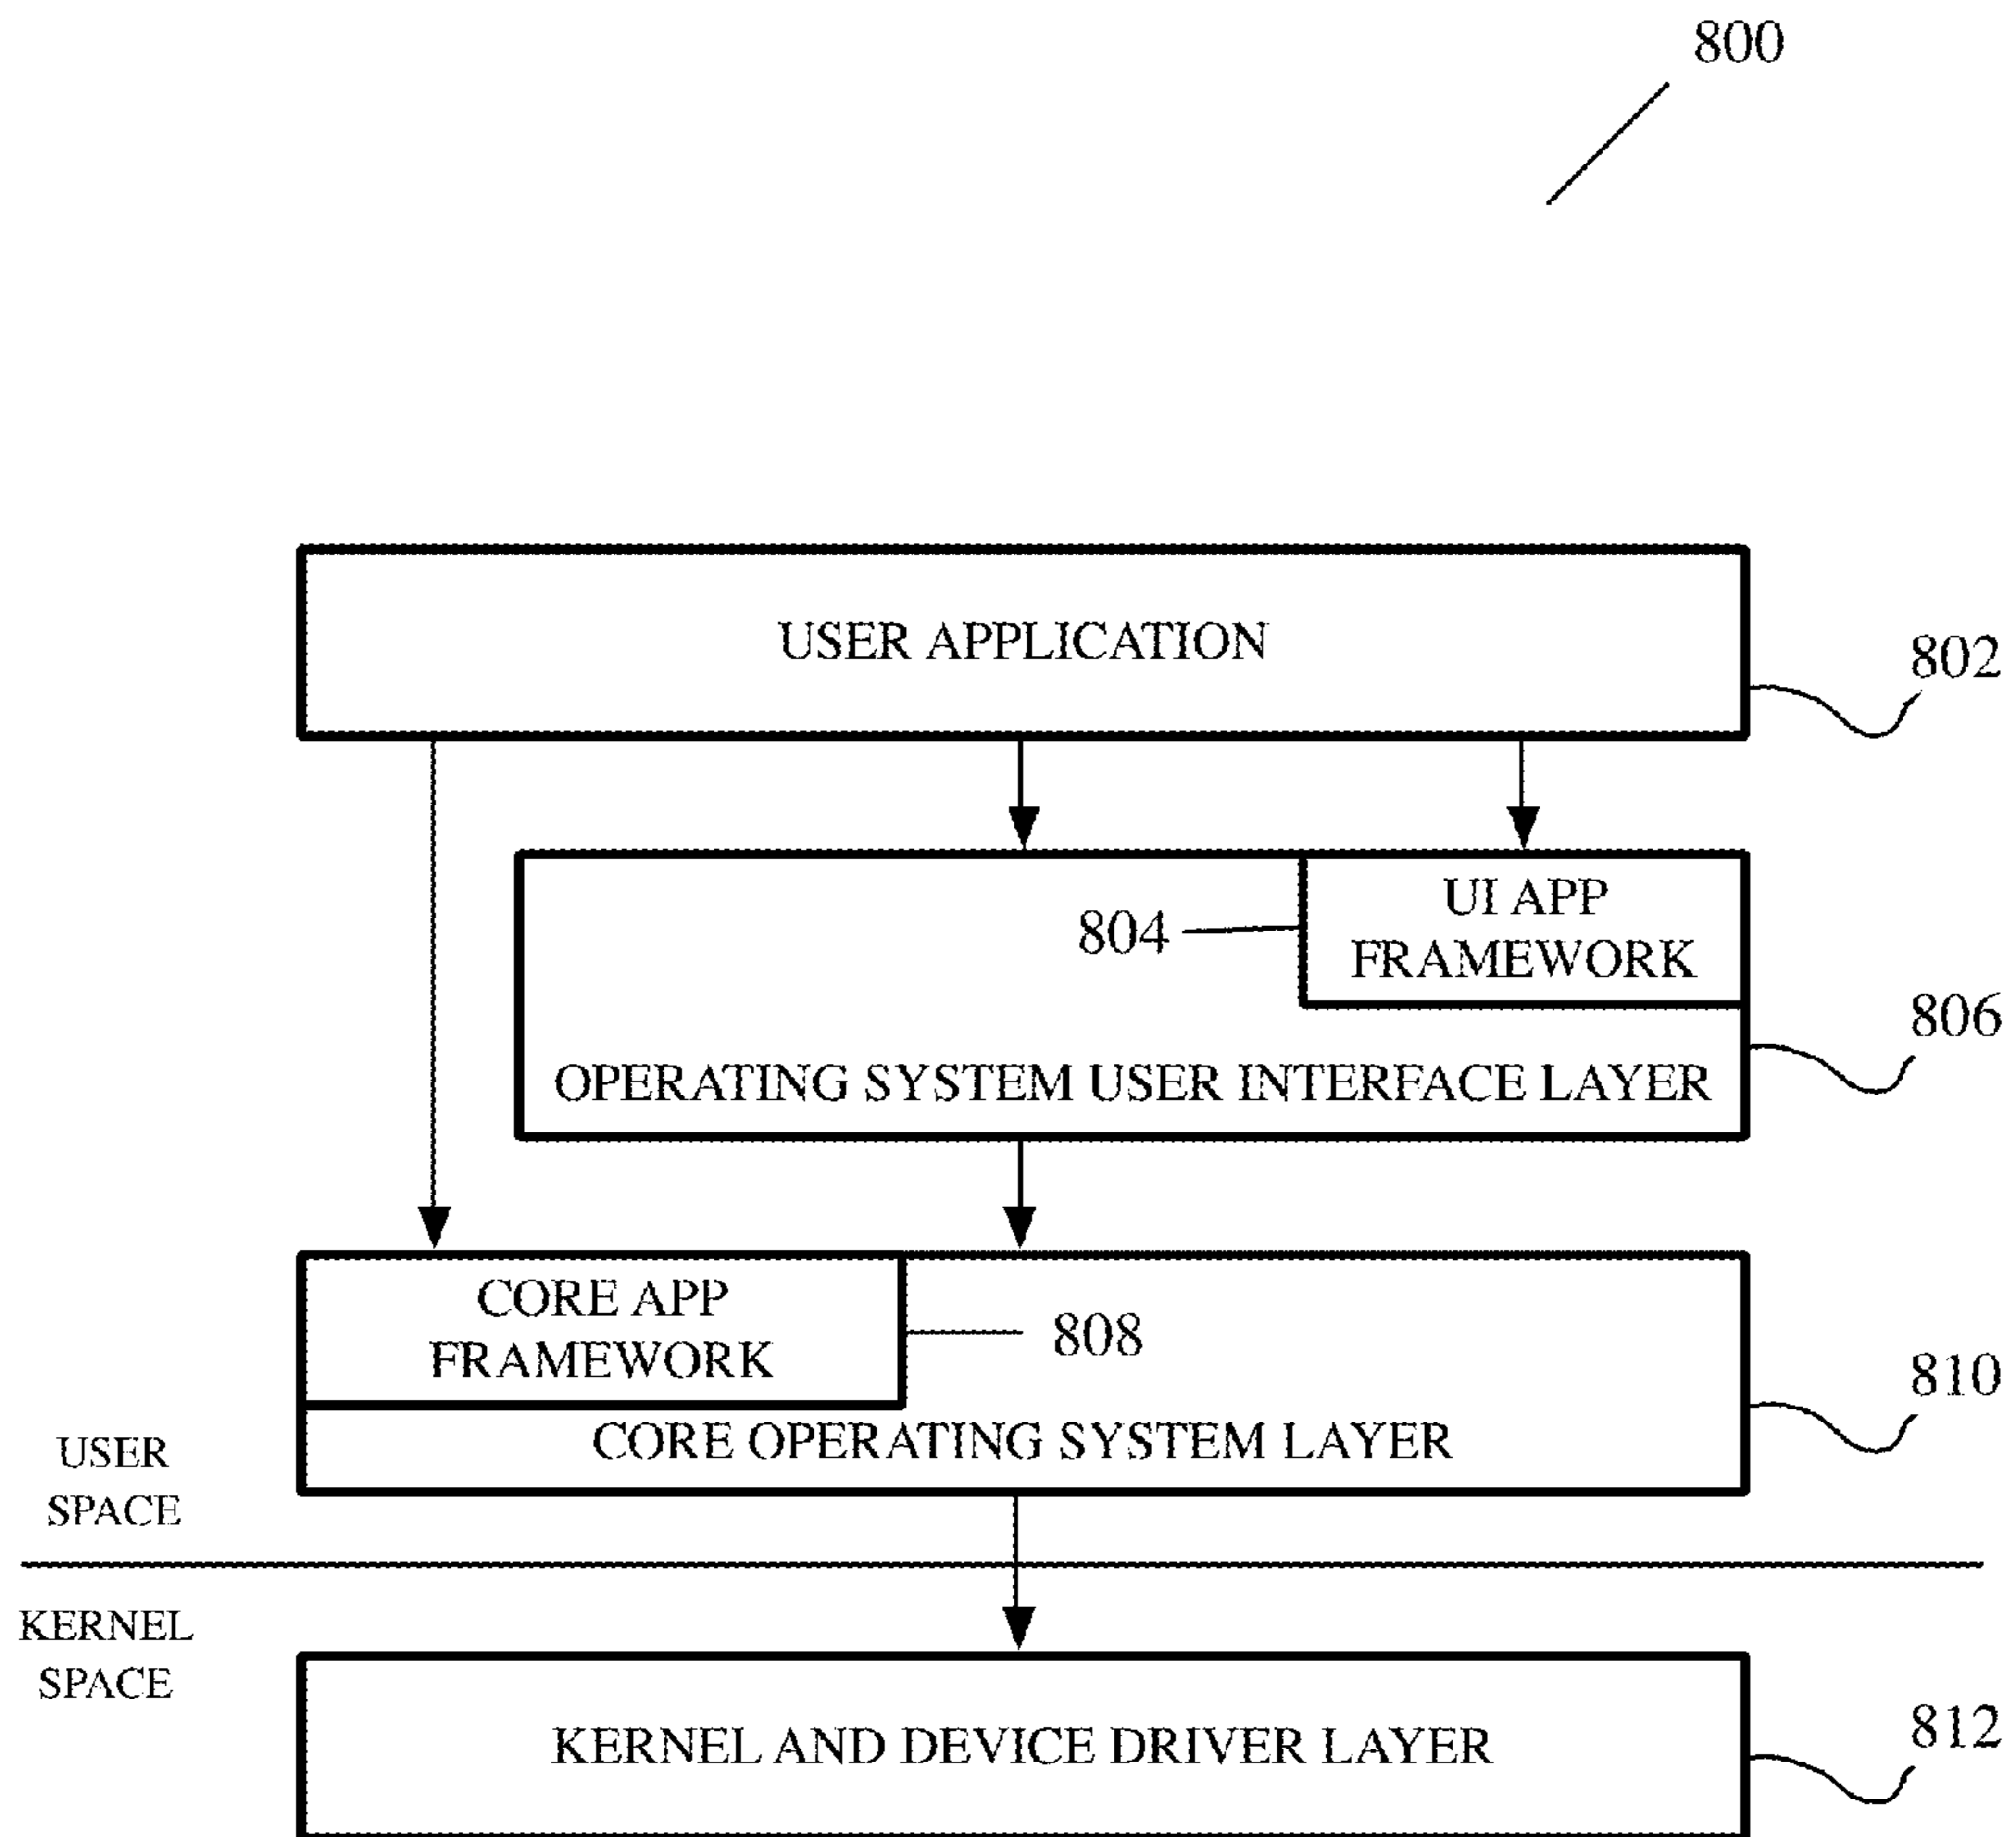 800
USER APPLICATION
802
UI APP
FRAMEWORK
804
806
OPERATING SYSTEM USER INTERFACE LAYER
CORE APP
FRAMEWORK
808
810
CORE OPERATING SYSTEM LAYER
USER
SPACE
KERNEL
SPACE
KERNEL AND DEVICE DRIVER LAYER
812